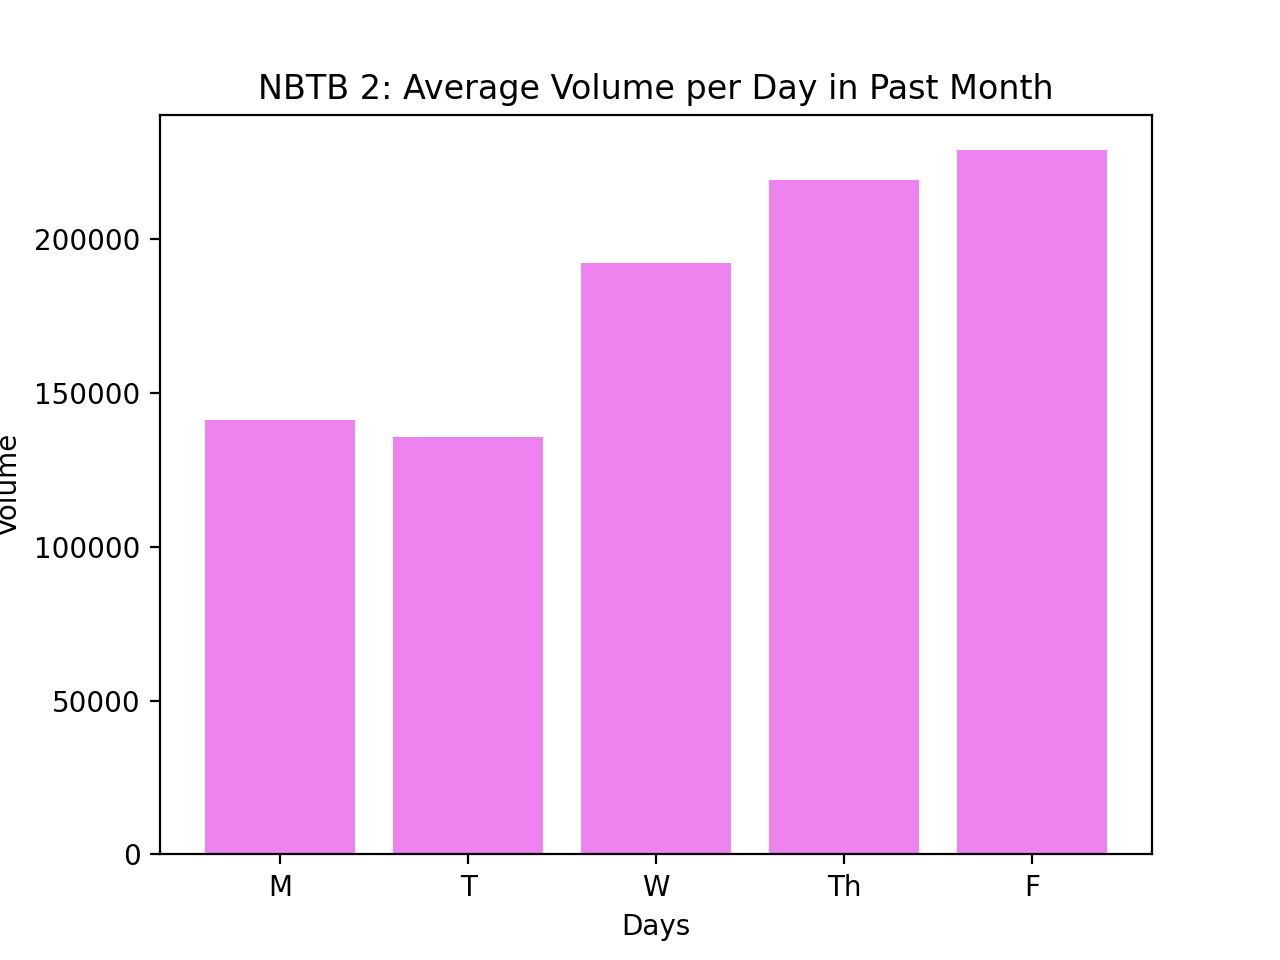 NBTB 2: Average Volume per Day in Past Month
200000
150000
100000
50000
0
Volume
M T W Th F
Days